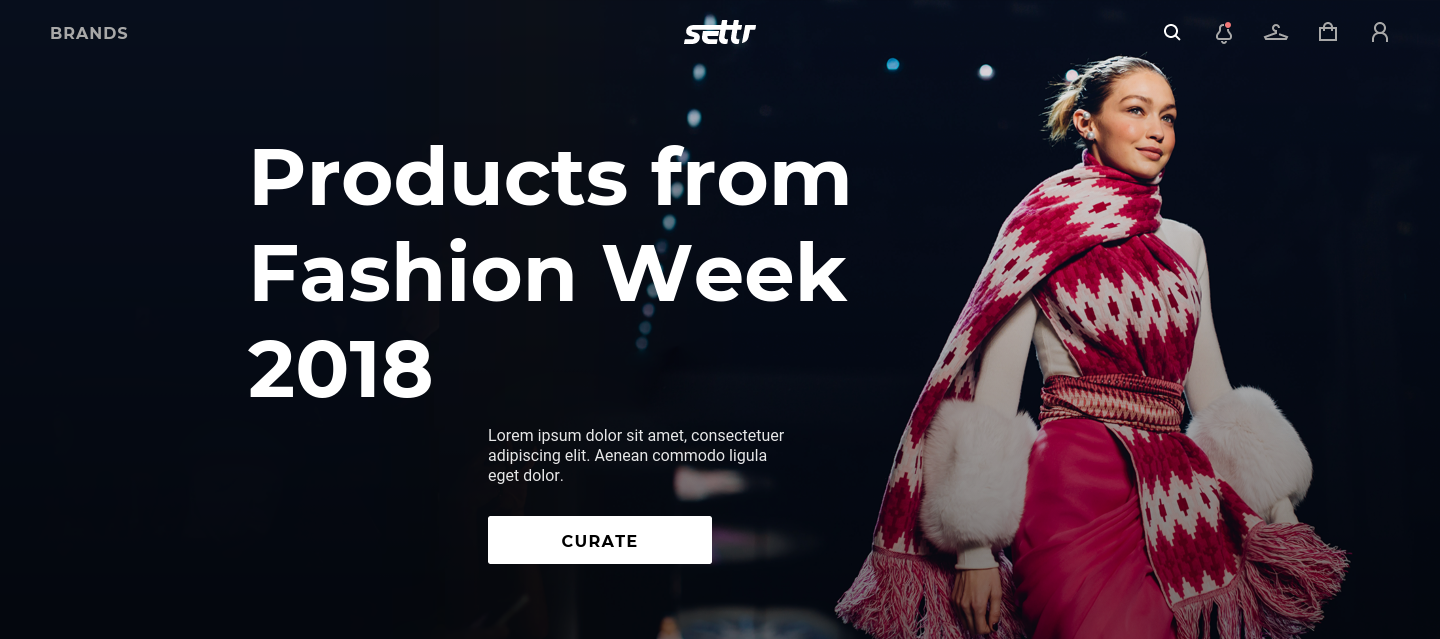 BRANDS
settr
Products from
Fashion Week
2018
Lorem ipsum dolor sit amet, consectetuer
adipiscing elit. Aenean commodo ligula
eget dolor.
CURATE